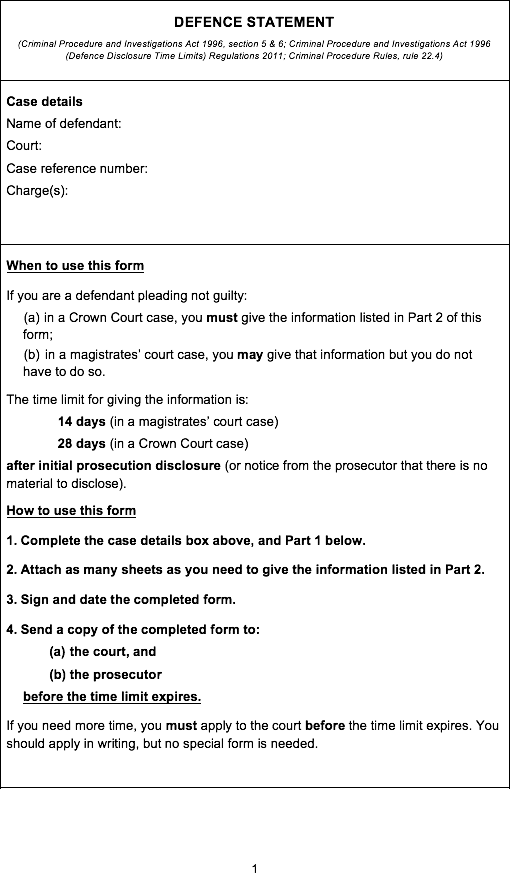 DEFENCE STATEMENT
(Criminal Procedure and Investigations Act 1996, section 5 & 6; Criminal Procedure and Investigations Act 1996
(Defence Disclosure Time Limits) Regulations 2011; Criminal Procedure Rules, rule 22.4)
Case details
Name of defendant:
Court:
Case reference number:
Charge(s):
When to use this form
If you are a defendant pleading not guilty:
(a) in a Crown Court case, you must give the information listed in Part 2 of this
form;
(b) in a magistrates’ court case, you may give that information but you do not
have to do so.
The time limit for giving the information is:
14 days (in a magistrates’ court case)
28 days (in a Crown Court case)
after initial prosecution disclosure (or notice from the prosecutor that there is no
material to disclose).
How to use this form
1. Complete the case details box above, and Part 1 below.
2. Attach as many sheets as you need to give the information listed in Part 2.
3. Sign and date the completed form.
4. Send a copy of the completed form to:
(a) the court, and
(b) the prosecutor
before the time limit expires.
If you need more time, you must apply to the court before the time limit expires. You
should apply in writing, but no special form is needed.
1